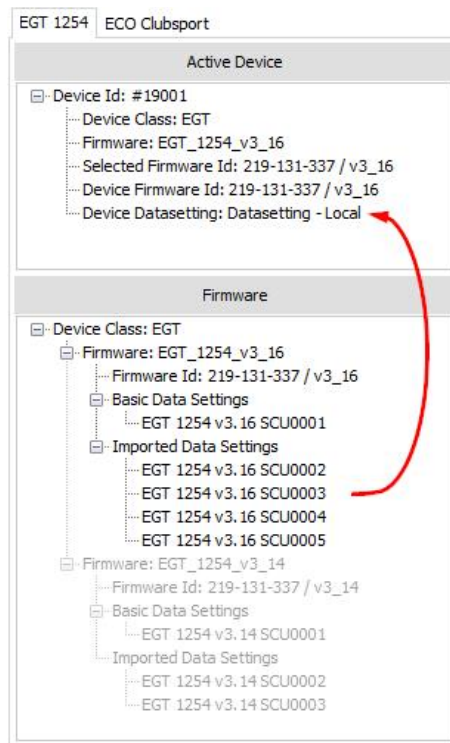 EGT 1254 ECO Clubsport
Active Device
Device Id: #19001
Device Class: EGT
Firmware: EGT_1254_v3_16
Selected Firmware Id: 219-131-337 / v3_16
Device Firmware Id: 219-131-337 / v3_16
Device Datasetting: Datasetting - Local
Firmware
Device Class: EGT
Firmware: EGT_1254_v3_16
Firmware Id: 219-131-337 / v3_16
Basic Data Settings
EGT 1254 v3.16 SCU0001
Imported Data Settings
EGT 1254 v3.16 SCU0002
EGT 1254 v3.16 SCU0003
EGT 1254 v3.16 SCU0004
EGT 1254 v3.16 SCU0005
Firmware: EGT_1254_v3_14
Firmware Id: 219-131-337 / v3_14
Basic Data Settings
EGT 1254 v3.14 SCU0001
Imported Data Settings
EGT 1254 v3.14 SCU0002
EGT 1254 v3.14 SCU0003